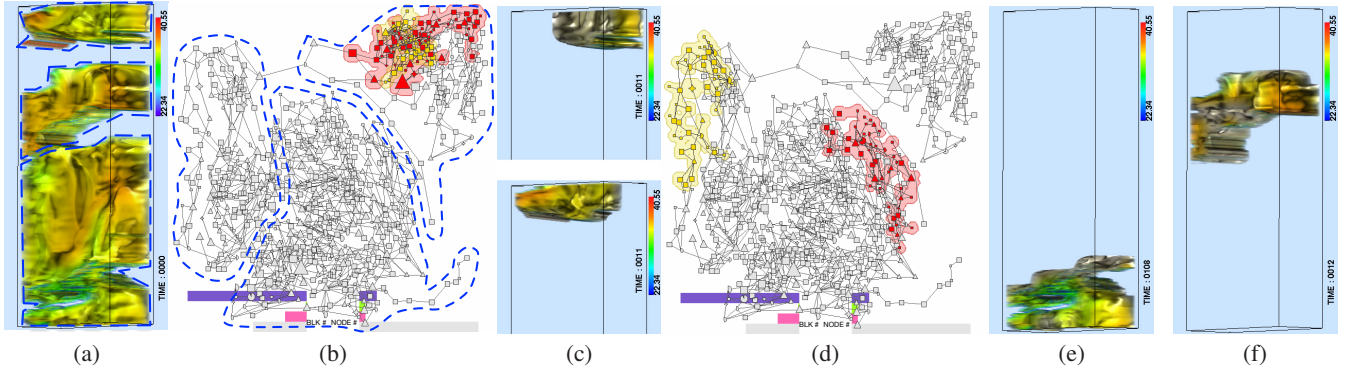 40.55
22.34
TIME : 0000
(a)
BLK # NODE #
(b)
40.55
22.34
TIME : 0011
40.55
22.34
TIME : 0011
(c)
BLK # NODE #
(d)
40.55
22.34
TIME : 0108
(e)
40.55
22.34
TIME : 0012
(f)